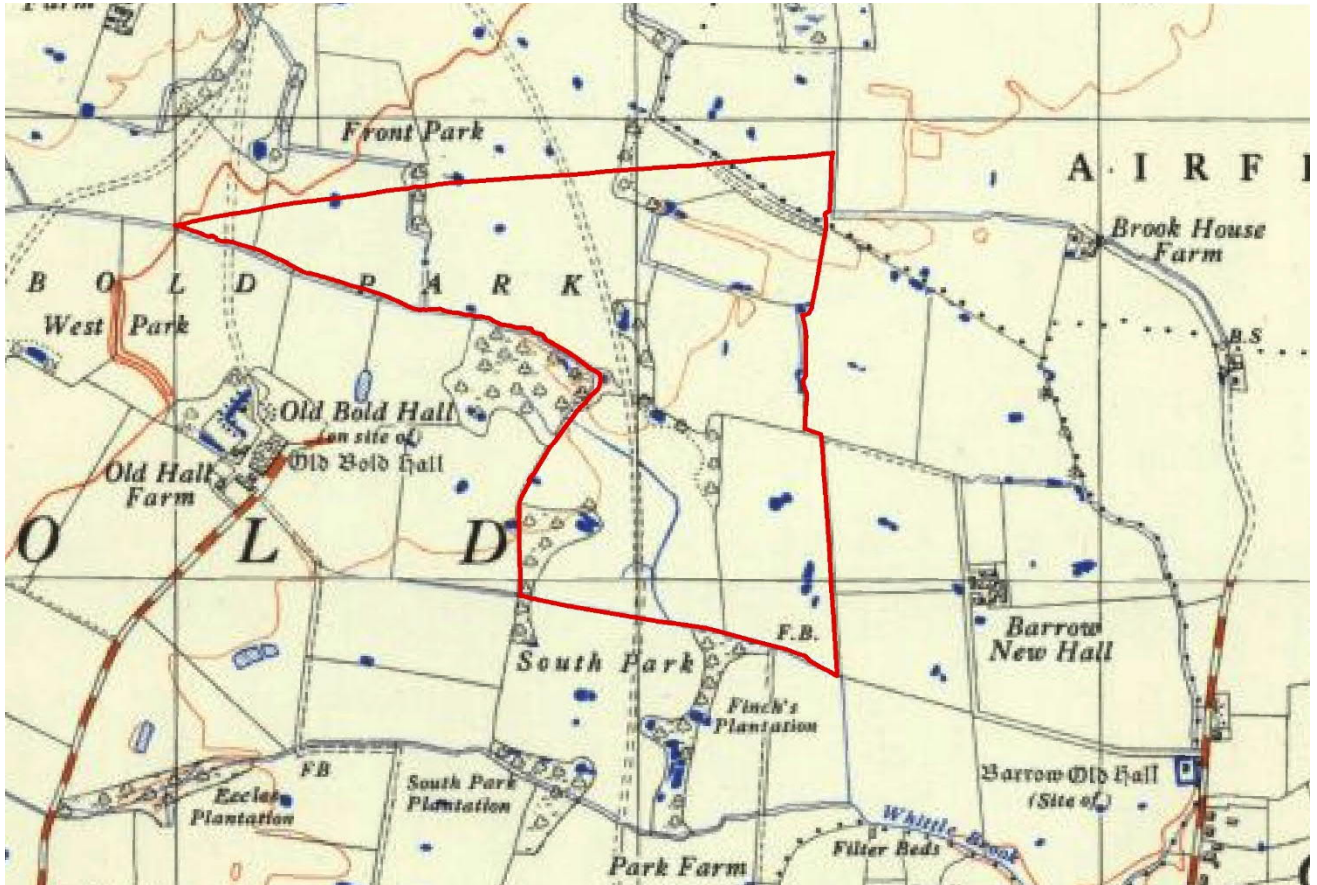 Farm
Front Park
A I R F
Brook House
Farm
B O L D P A R K
West Park
B.S
Old Bold Hall
(on site of)
Old Bold Hall
Old Hall
Farm
O L D
F.B.
Barrow
New Hall
South Park
Finch's
Plantation
FB
South Park
Plantation
Eccles
Plantation
Barrow Old Hall
(Site of)
Whittle Brook
Filter Beds
Park Farm